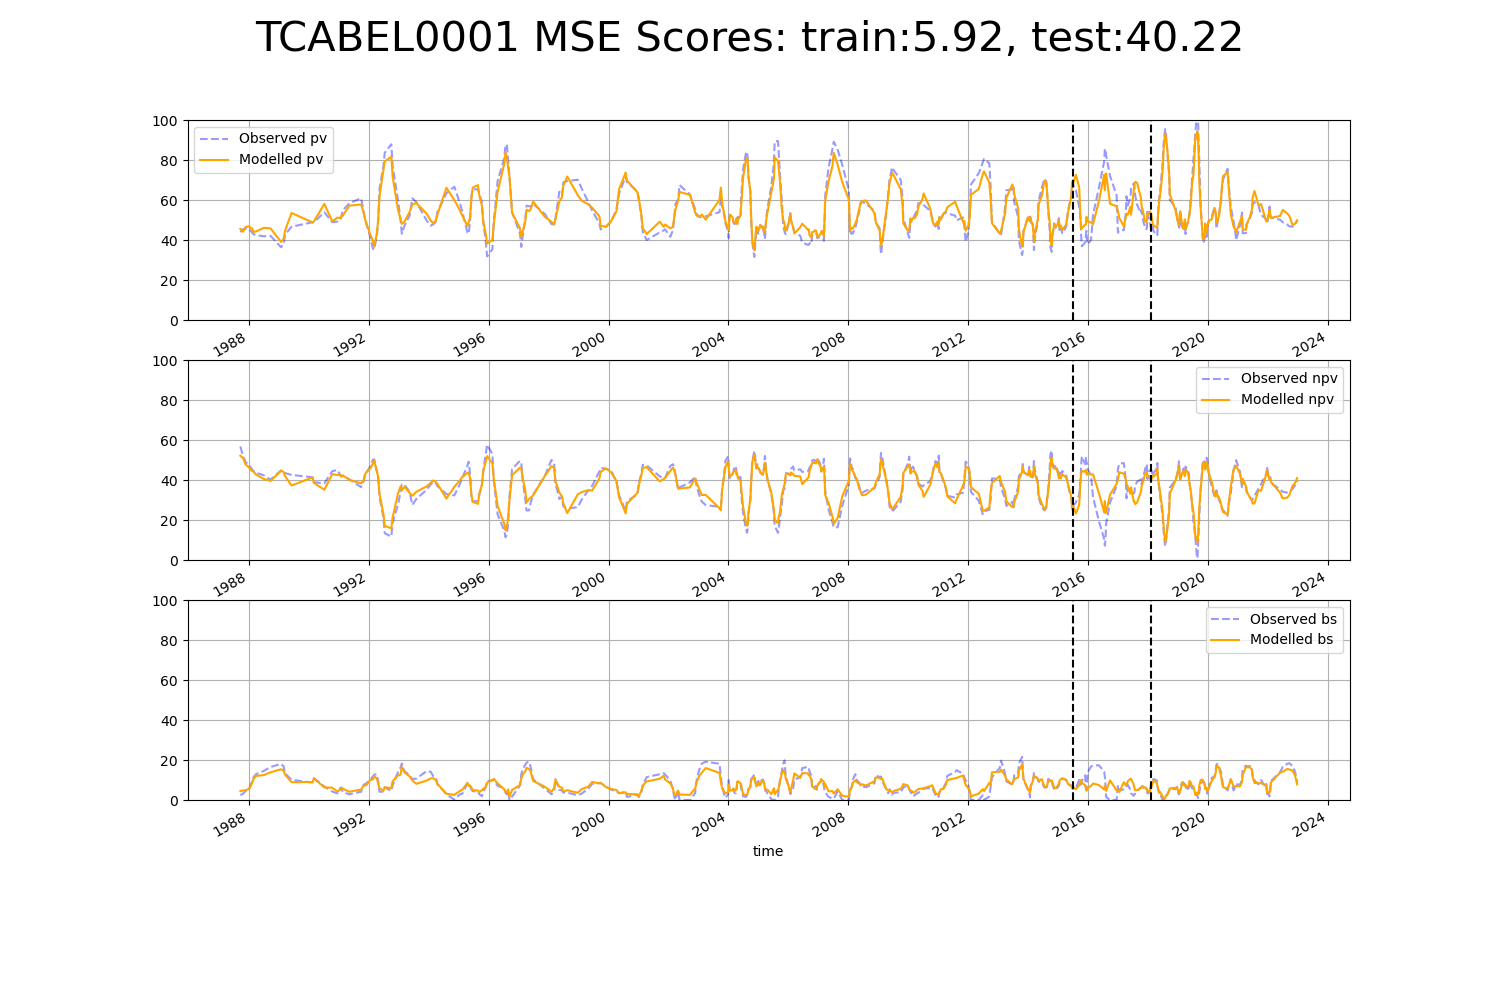 TCABEL0001 MSE Scores: train:5.92, test:40.22
100
80
60
40
20
0
Observed pv
Modelled pv
1988 1992 1996 2000 2004 2008 2012 2016 2020 2024
100
80
60
40
20
0
Observed npv
Modelled npv
1988 1992 1996 2000 2004 2008 2012 2016 2020 2024
100
80
60
40
20
0
Observed bs
Modelled bs
1988 1992 1996 2000 2004 2008 2012 2016 2020 2024
time